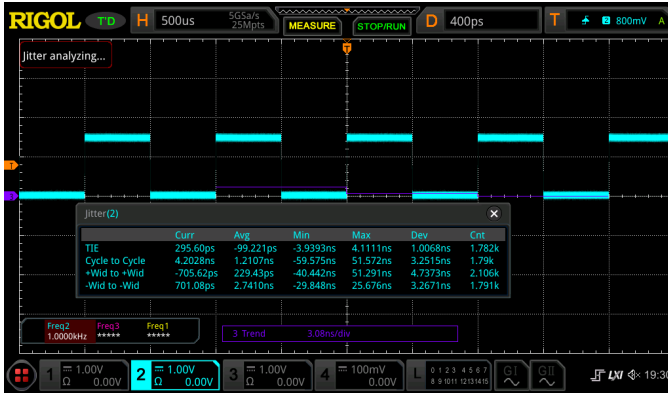 RIGOL T'D H 500us 5GSa/s 25Mpts MEASURE STOP/RUN D 400ps T 2 800mV A
T
Jitter analyzing...
T
3
Jitter(2)
Curr Avg Min Max Dev Cnt
TIE 295.60ps -99.221ps -3.9393ns 4.1111ns 1.0068ns 1.782k
Cycle to Cycle 4.2028ns 1.2107ns -59.575ns 51.572ns 3.2515ns 1.79k
+Wid to +Wid -705.62ps 229.43ps -40.442ns 51.291ns 4.7373ns 2.106k
-Wid to -Wid 701.08ps 2.7410ns -29.848ns 25.676ns 3.2671ns 1.791k
Freq2 Freq3 Freq1
1.0000kHz ***** *****
3 Trend 3.08ns/div
1 1.00V Ω 0.00V 2 1.00V Ω 0.00V 3 1.00V Ω 0.00V 4 100mV 0.00V L 0 1 2 3 4 5 6 7 8 9 10 11 12 13 14 15 GI GII LXI 19:30